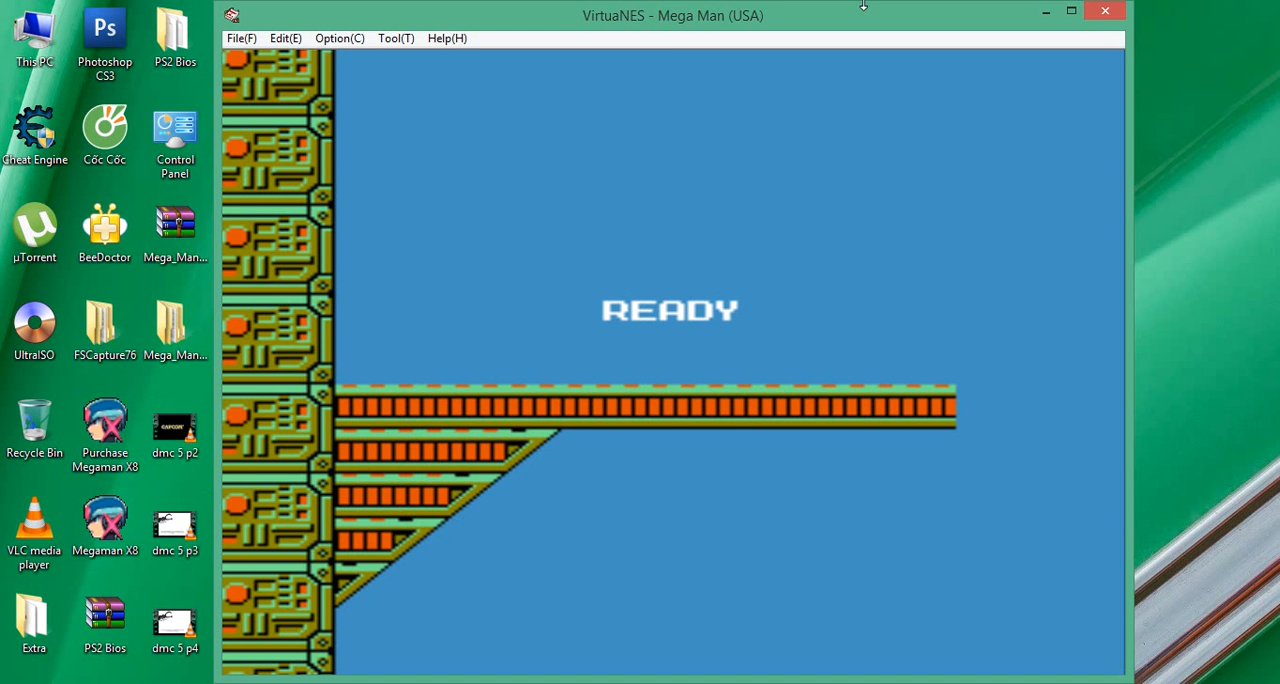 VirtuaNES - Mega Man (USA)
File(F) Edit(E) Option(C) Tool(T) Help(H)
READY
This PC
Ps
Photoshop
CS3
PS2 Bios
Cheat Engine
Cốc Cốc
Control
Panel
µTorrent
BeeDoctor
Mega_Man...
UltraISO
FSCapture76
Mega_Man...
Recycle Bin
Purchase
Megaman X8
CAPCOM
dmc 5 p2
VLC media
player
Megaman X8
dmc 5 p3
Extra
PS2 Bios
dmc 5 p4